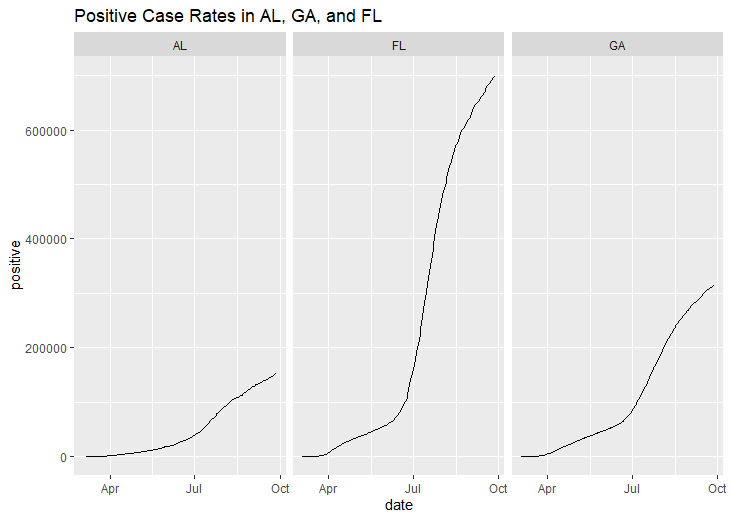 Positive Case Rates in AL, GA, and FL
AL FL GA
600000
400000
200000
0
Apr Jul Oct Apr Jul Oct Apr Jul Oct
date
positive